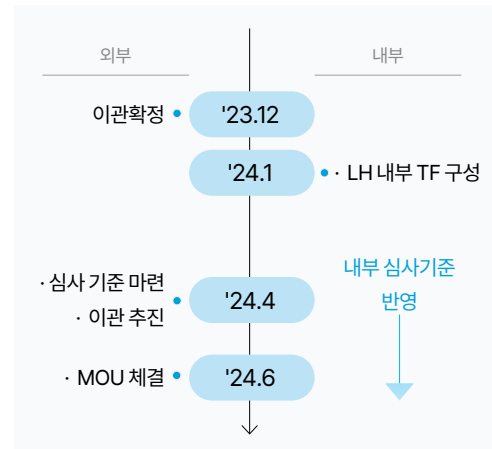 외부
내부
이관확정 • '23.12
'24.1 • · LH 내부 TF 구성
내부 심사기준
반영
· 심사 기준 마련
· 이관 추진
• '24.4
· MOU 체결 • '24.6